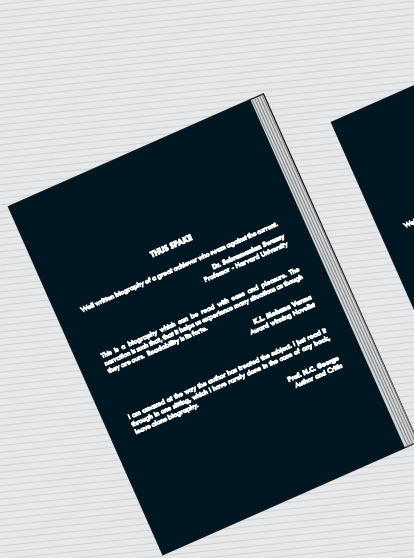 THUS SPAKE
Well written biography of a great achiever who swam against the current.
Dr. Subramanian Swamy
Professor - Harvard University
This is a biography which can be read with ease and pleasure. The
narration is such that, that it helps us experience many situations as though
they are ours. Readability is its forte.
K.L. Mohana Varma
Award winning Novelist
I am amazed at the way the author has treated the subject. I just read it
through in one sitting, which I have rarely done in the case of any book,
leave alone biography.
Prof. M.C. George
Author and Critic